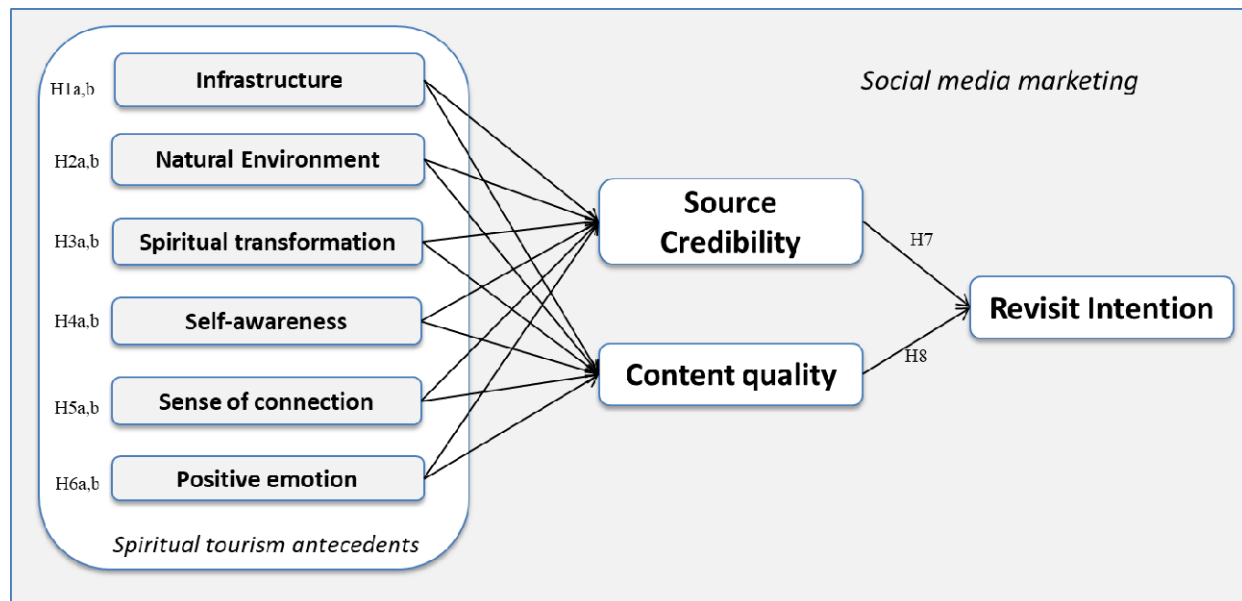 Social media marketing
H1a,b
Infrastructure
H2a,b
Natural Environment
H3a,b
Spiritual transformation
H4a,b
Self-awareness
H5a,b
Sense of connection
H6a,b
Positive emotion
Spiritual tourism antecedents
Source
Credibility
Content quality
H7
H8
Revisit Intention